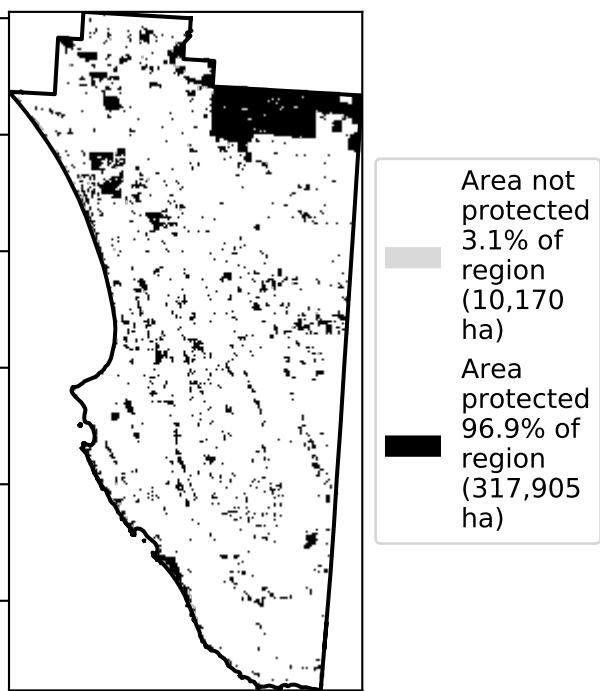 Area not
protected
3.1% of
region
(10,170
ha)
Area
protected
96.9% of
region
(317,905
ha)